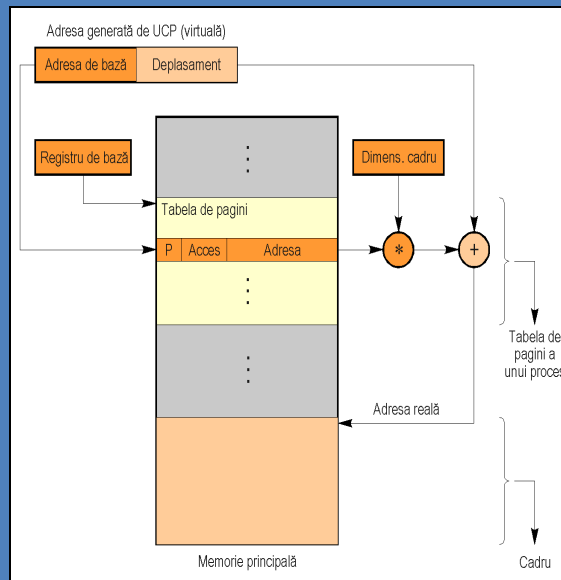 Adresa generată de UCP (virtuală)
Adresa de bază Deplasament
Registru de bază
Dimens. cadru
Tabela de pagini
P Acces Adresa
*
+
Tabela de
pagini a
unui proces
Adresa reală
Memorie principală
Cadru